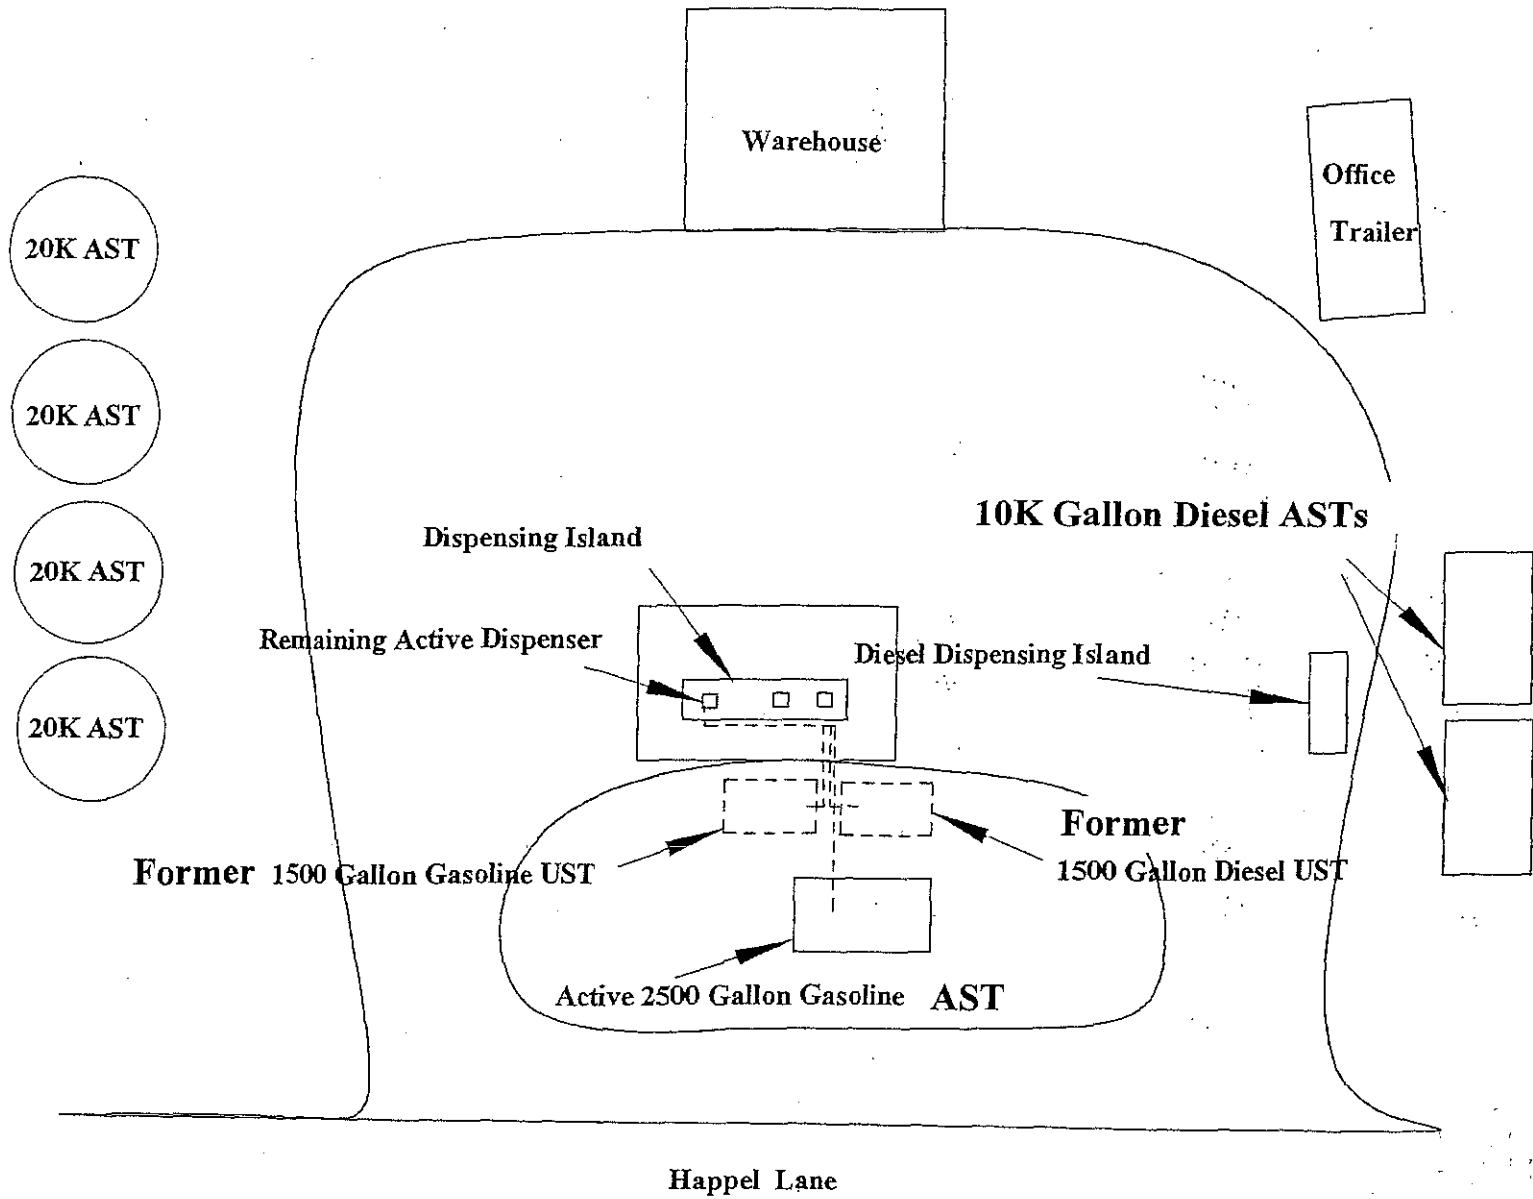 Warehouse
Office
Trailer
20K AST
20K AST
20K AST
20K AST
10K Gallon Diesel ASTs
Dispensing Island
Remaining Active Dispenser
Diesel Dispensing Island
Former
Former 1500 Gallon Gasoline UST
1500 Gallon Diesel UST
Active 2500 Gallon Gasoline AST
Happel Lane